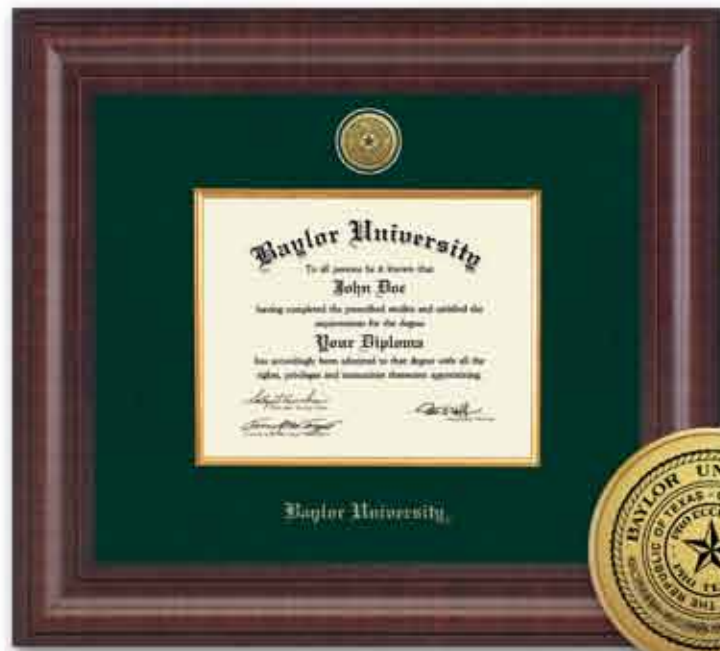 Baylor University
To all persons be it known that
John Doe
having completed the prescribed studies and satisfied the
requirements for the degree
Your Diploma
has accordingly been admitted to that degree with all the
rights, privileges and immunities thereunto appertaining
Baylor University
BAYLOR UN
REPUBLIC OF TEXAS
PRO ECCL